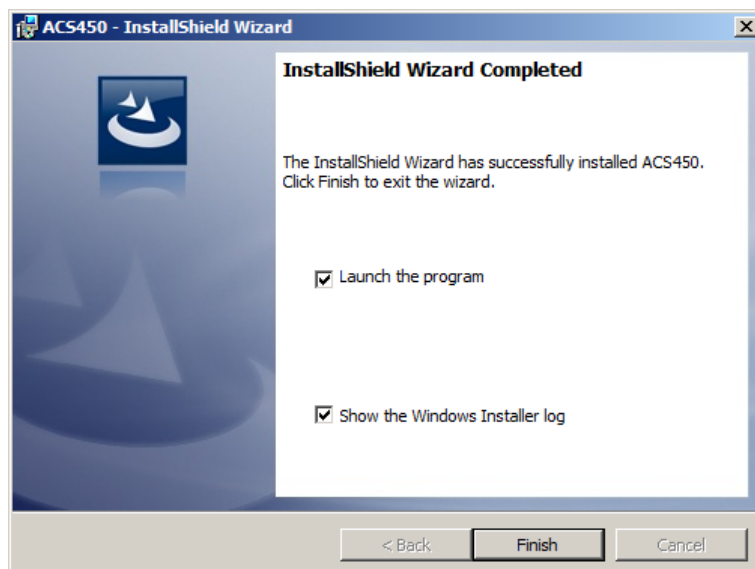 ACS450 - InstallShield Wizard
InstallShield Wizard Completed
The InstallShield Wizard has successfully installed ACS450.
Click Finish to exit the wizard.
Launch the program
Show the Windows Installer log
< Back
Finish
Cancel